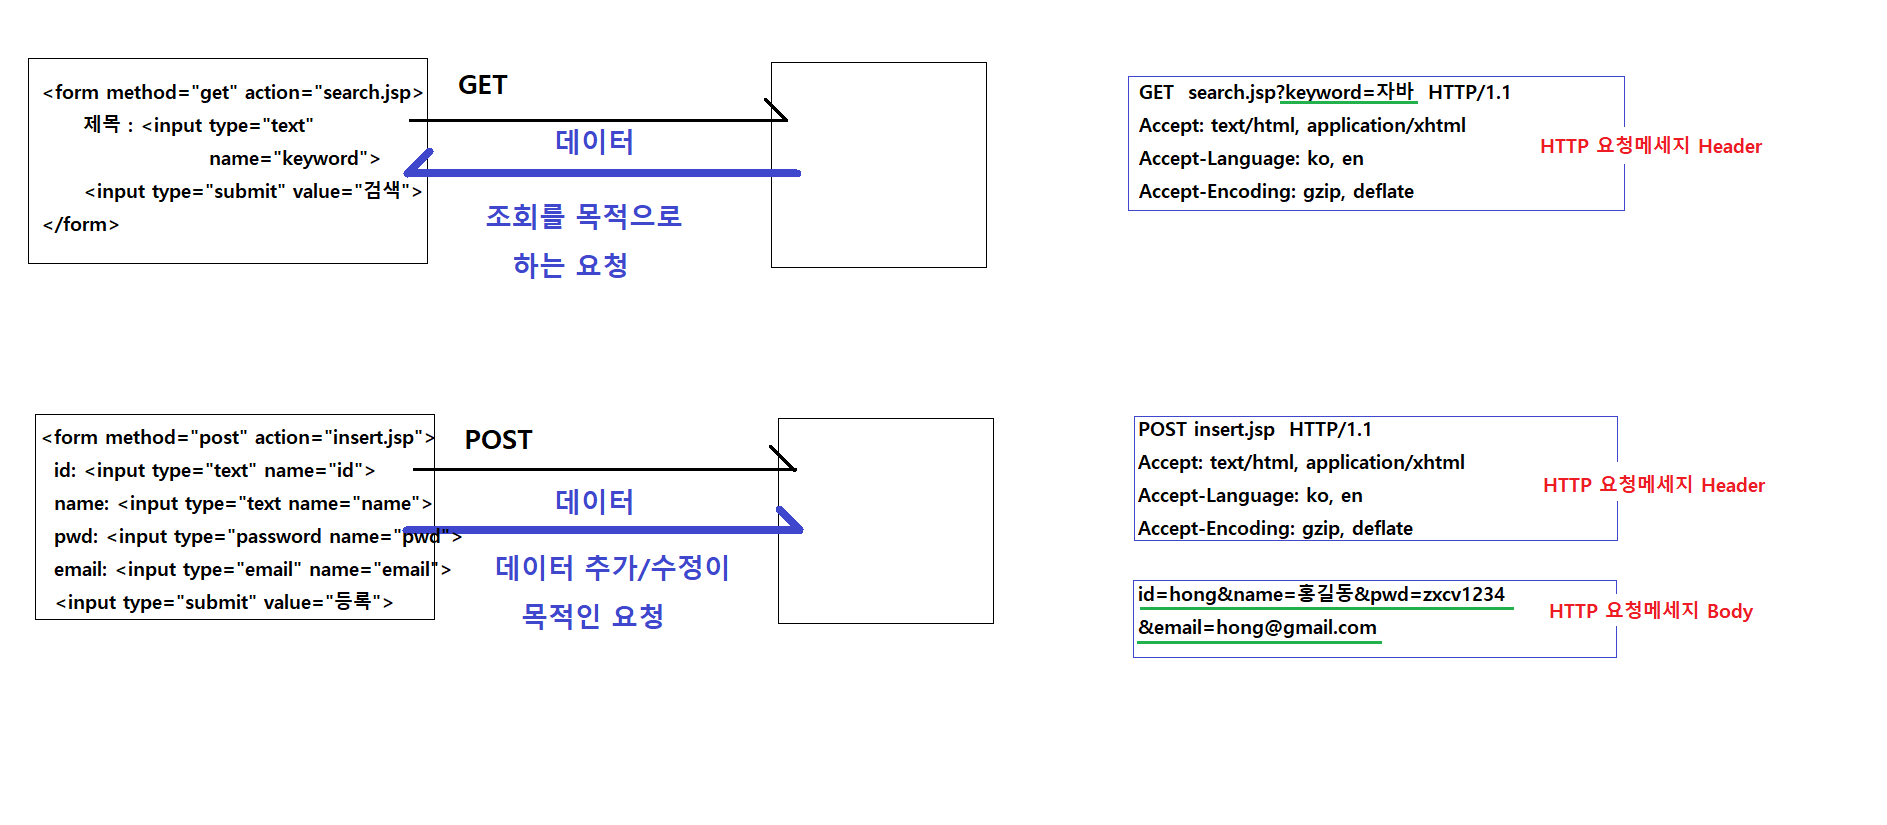 <form method="get" action="search.jsp>
제목 : <input type="text"
name="keyword">
<input type="submit" value="검색">
</form>
GET
데이터
조회를 목적으로
하는 요청
GET search.jsp?keyword=자바 HTTP/1.1
Accept: text/html, application/xhtml
Accept-Language: ko, en
Accept-Encoding: gzip, deflate
HTTP 요청메세지 Header
<form method="post" action="insert.jsp">
id: <input type="text" name="id">
name: <input type="text name="name">
pwd: <input type="password name="pwd">
email: <input type="email" name="email">
<input type="submit" value="등록">
POST
데이터
데이터 추가/수정이
목적인 요청
POST insert.jsp HTTP/1.1
Accept: text/html, application/xhtml
Accept-Language: ko, en
Accept-Encoding: gzip, deflate
HTTP 요청메세지 Header
id=hong&name=홍길동&pwd=zxcv1234
&email=hong@gmail.com
HTTP 요청메세지 Body